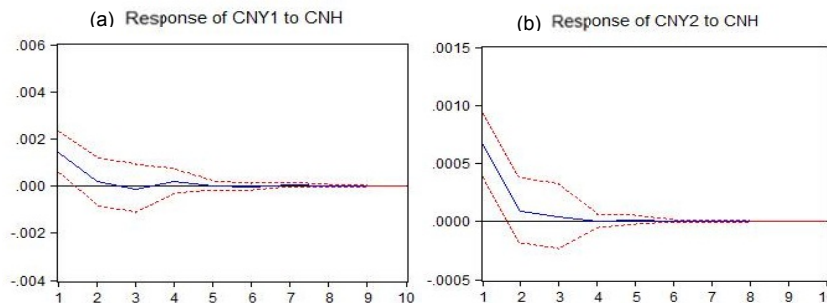 (a) Response of CNY1 to CNH
.006
.004
.002
.000
-.002
-.004
1 2 3 4 5 6 7 8 9 10
(b) Response of CNY2 to CNH
.0015
.0010
.0005
.0000
-.0005
1 2 3 4 5 6 7 8 9 1